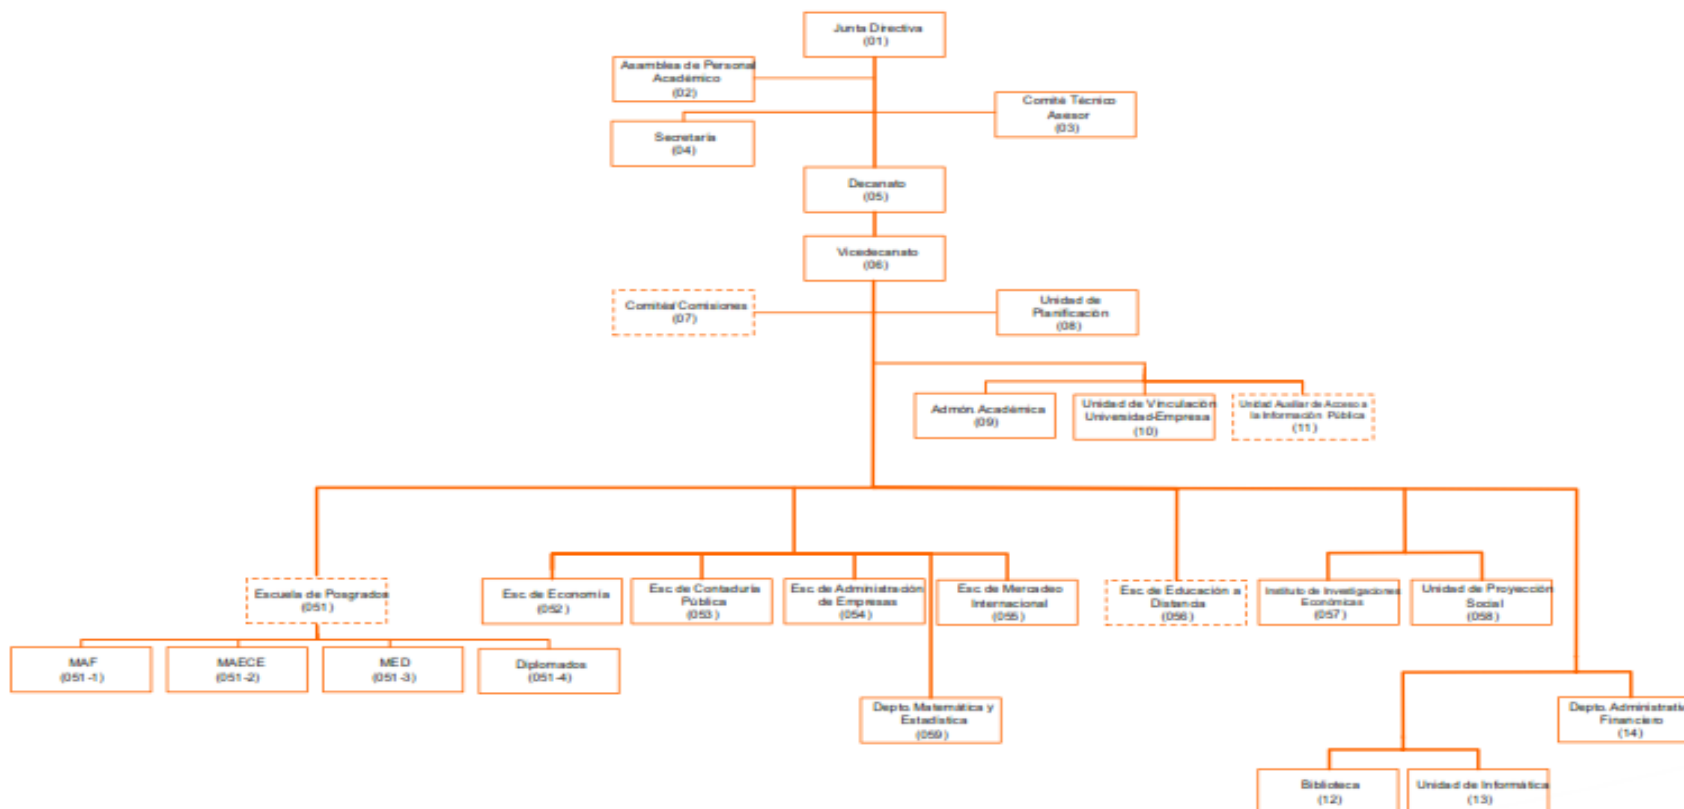 Junta Directiva
(01)
Asamblea de Personal
Académico
(02)
Comité Técnico
Asesor
(03)
Secretaría
(04)
Decanato
(05)
Vicedecanato
(06)
Comités/Comisiones
(07)
Unidad de
Planificación
(08)
Admón. Académica
(09)
Unidad de Vinculación
Universidad-Empresa
(10)
Unidad Auxiliar de Acceso a
la Información Pública
(11)
Escuela de Posgrados
(051)
Esc. de Economía
(052)
Esc. de Contaduría
Pública
(053)
Esc. de Administración
de Empresas
(054)
Esc. de Mercadeo
Internacional
(055)
Esc. de Educación a
Distancia
(056)
Instituto de Investigaciones
Económicas
(057)
Unidad de Proyección
Social
(058)
MAF
(051-1)
MAECE
(051-2)
MED
(051-3)
Diplomados
(051-4)
Depto. Matemática y
Estadística
(059)
Depto. Administrati
Financiero
(14)
Biblioteca
(12)
Unidad de Informática
(13)